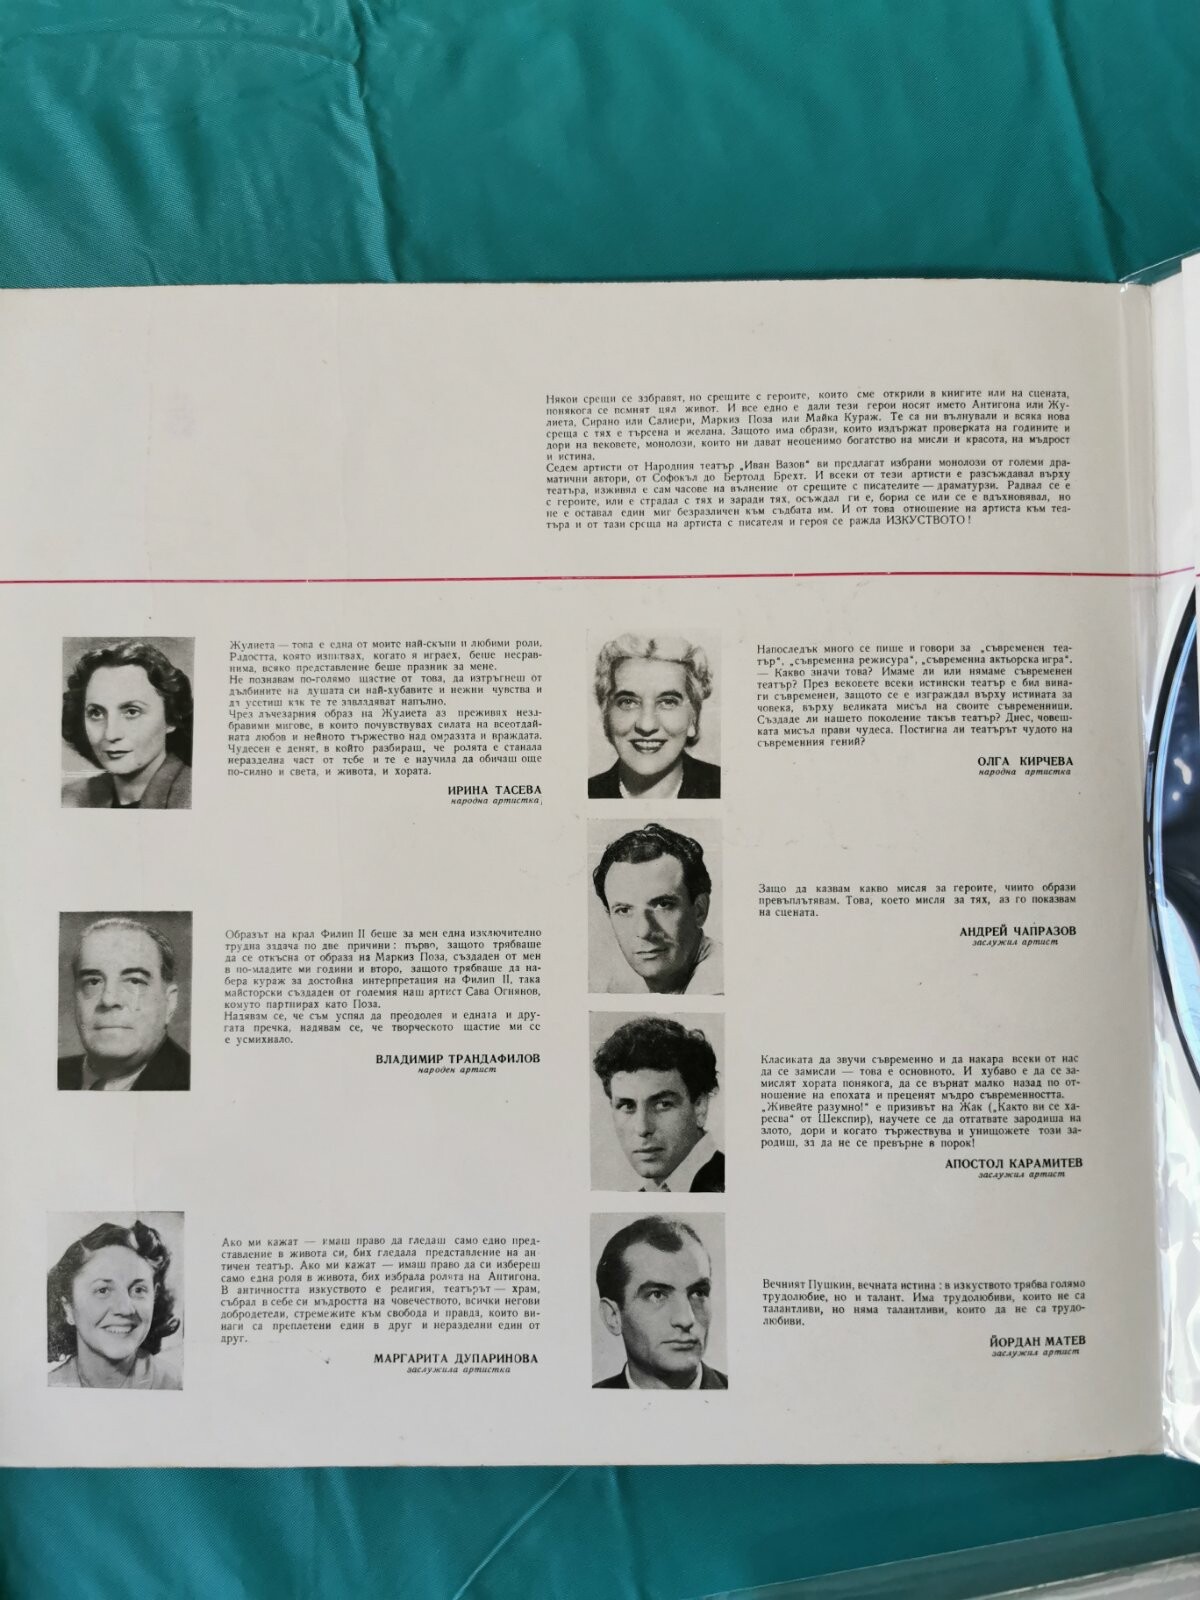 Някои срещи се забравят, но срещите с героите, които сме открили в книгите или на сцената,
понякога се помнят цял живот. И все едно е дали тези герои носят името Антигона или Жу-
лиета, Сирано или Салиери, Маркиз Поза или Майка Кураж. Те са ни вълнували и всяка нова
среща с тях е търсена и желана. Защото има образи, които издържат проверката на годините и
дори на вековете, монолози, които ни дават неоценимо богатство на мисли и красота, на мъдрост
и истина.
Седем артисти от Народния театър „Иван Вазов“ ви предлагат избрани монолози от големи дра-
матични автори, от Софокъл до Бертолд Брехт. И всеки от тези артисти е разсъждавал върху
театъра, изживял е сам часове на вълнение от срещите с писателите — драматурзи. Радвал се е
с героите, или е страдал с тях и заради тях, осъждал ги е, борил се или се е вдъхновявал, но
не е оставал един миг безразличен към съдбата им. И от това отношение на артиста към теа-
търа и от тази среща на артиста с писателя и героя се ражда ИЗКУСТВОТО!
Жулиета — това е една от моите най-скъпи и любими роли.
Радостта, която изпитвах, когато я играех, беше несрав-
нима, всяко представление беше празник за мене.
Не познавам по-голямо щастие от това, да изтръгнеш от
дълбините на душата си най-хубавите и нежни чувства и
да усетиш как те те завладяват напълно.
Чрез лъчезарния образ на Жулиета аз преживях неза-
бравими мигове, в които почувствувах силата на всеотдай-
ната любов и нейното тържество над омразата и враждата.
Чудесен е денят, в който разбираш, че ролята е станала
неразделна част от тебе и те е научила да обичаш още
по-силно и света, и живота, и хората.
ИРИНА ТАСЕВА
народна артистка
Образът на крал Филип II беше за мен една изключително
трудна задача по две причини: първо, защото трябваше
да се откъсна от образа на Маркиз Поза, създаден от мен
в по-младите ми години и второ, защото трябваше да на-
бера кураж за достойна интерпретация на Филип II, така
майсторски създаден от големия наш артист Сава Огнянов,
комуто партнирах като Поза.
Надявам се, че съм успял да преодолея и едната и дру-
гата пречка, надявам се, че творческото щастие ми се
е усмихнало.
ВЛАДИМИР ТРАНДАФИЛОВ
народен артист
Ако ми кажат — имаш право да гледаш само едно пред-
ставление в живота си, бих гледала представление на ан-
тичен театър. Ако ми кажат — имаш право да си избереш
само една роля в живота, бих избрала ролята на Антигона.
В античността изкуството е религия, театърът — храм,
събрал в себе си мъдростта на човечеството, всички негови
добродетели, стремежите към свобода и правда, които ви-
наги са преплетени един в друг и неразделни един от
друг.
МАРГАРИТА ДУПАРИНОВА
заслужила артистка
Напоследък много се пише и говори за „съвременен теа-
тър“, „съвременна режисура“, „съвременна актьорска игра“.
— Какво значи това? Имаме ли или нямаме съвременен
театър? През вековете всеки истински театър е бил вина-
ги съвременен, защото се е изграждал върху истината за
човека, върху великата мисъл на своите съвременници.
Създаде ли нашето поколение такъв театър? Днес, човеш-
ката мисъл прави чудеса. Постигна ли театърът чудото на
съвременния гений?
ОЛГА КИРЧЕВА
народна артистка
Защо да казвам какво мисля за героите, чиито образи
превъплътявам. Това, което мисля за тях, аз го показвам
на сцената.
АНДРЕЙ ЧАПРАЗОВ
заслужил артист
Класиката да звучи съвременно и да накара всеки от нас
да се замисли — това е основното. И хубаво е да се за-
мислят хората понякога, да се върнат малко назад по от-
ношение на епохата и преценят мъдро съвременността.
„Живейте разумно!“ е призивът на Жак („Както ви се ха-
ресва“ от Шекспир), научете се да отгатвате зародиша на
злото, дори и когато тържествува и унищожете този за-
родиш, за да не се превърне в порок!
АПОСТОЛ КАРАМИТЕВ
заслужил артист
Вечният Пушкин, вечната истина: в изкуството трябва голямо
трудолюбие, но и талант. Има трудолюбиви, които не са
талантливи, но няма талантливи, които да не са трудо-
любиви.
ЙОРДАН МАТЕВ
заслужил артист